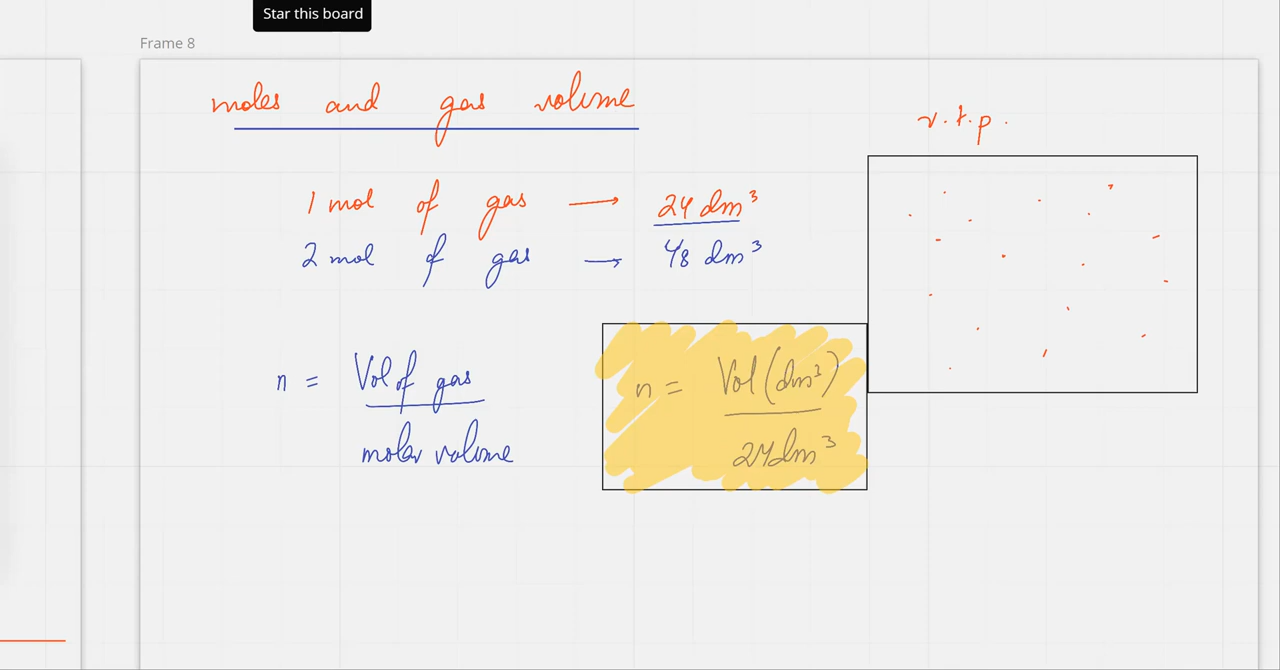 Star this board
Frame 8
moles and gas volume
r.t.p.
1 mol of gas → 24 dm³
2 mol of gas → 48 dm³
n = Vol of gas / molar volume
n = Vol (dm³) / 24 dm³